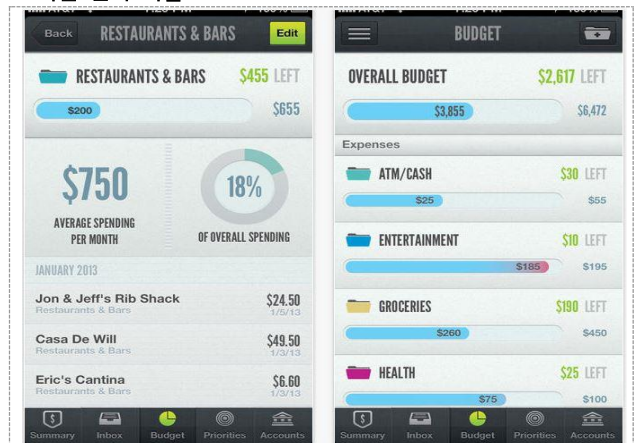 Back RESTAURANTS & BARS Edit
RESTAURANTS & BARS $455 LEFT
$200 $655
$750 18%
AVERAGE SPENDING
PER MONTH
OF OVERALL SPENDING
JANUARY 2013
Jon & Jeff's Rib Shack $24.50
Restaurants & Bars 1/5/13
Casa De Will $49.50
Restaurants & Bars 1/3/13
Eric's Cantina $6.60
Restaurants & Bars 1/3/13
Summary Inbox Budget Priorities Accounts
BUDGET
OVERALL BUDGET $2,617 LEFT
$3,855 $6,472
Expenses
ATM/CASH $30 LEFT
$25 $55
ENTERTAINMENT $10 LEFT
$185 $195
GROCERIES $190 LEFT
$260 $450
HEALTH $25 LEFT
$75 $100
Summary Inbox Budget Priorities Accounts